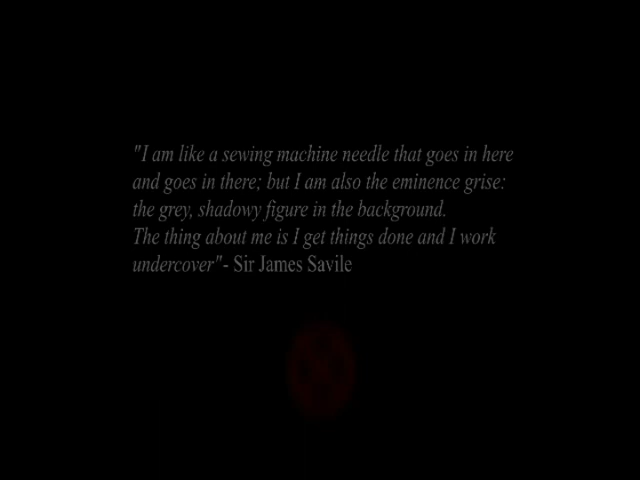 "I am like a sewing machine needle that goes in here
and goes in there; but I am also the eminence grise:
the grey, shadowy figure in the background.
The thing about me is I get things done and I work
undercover"- Sir James Savile